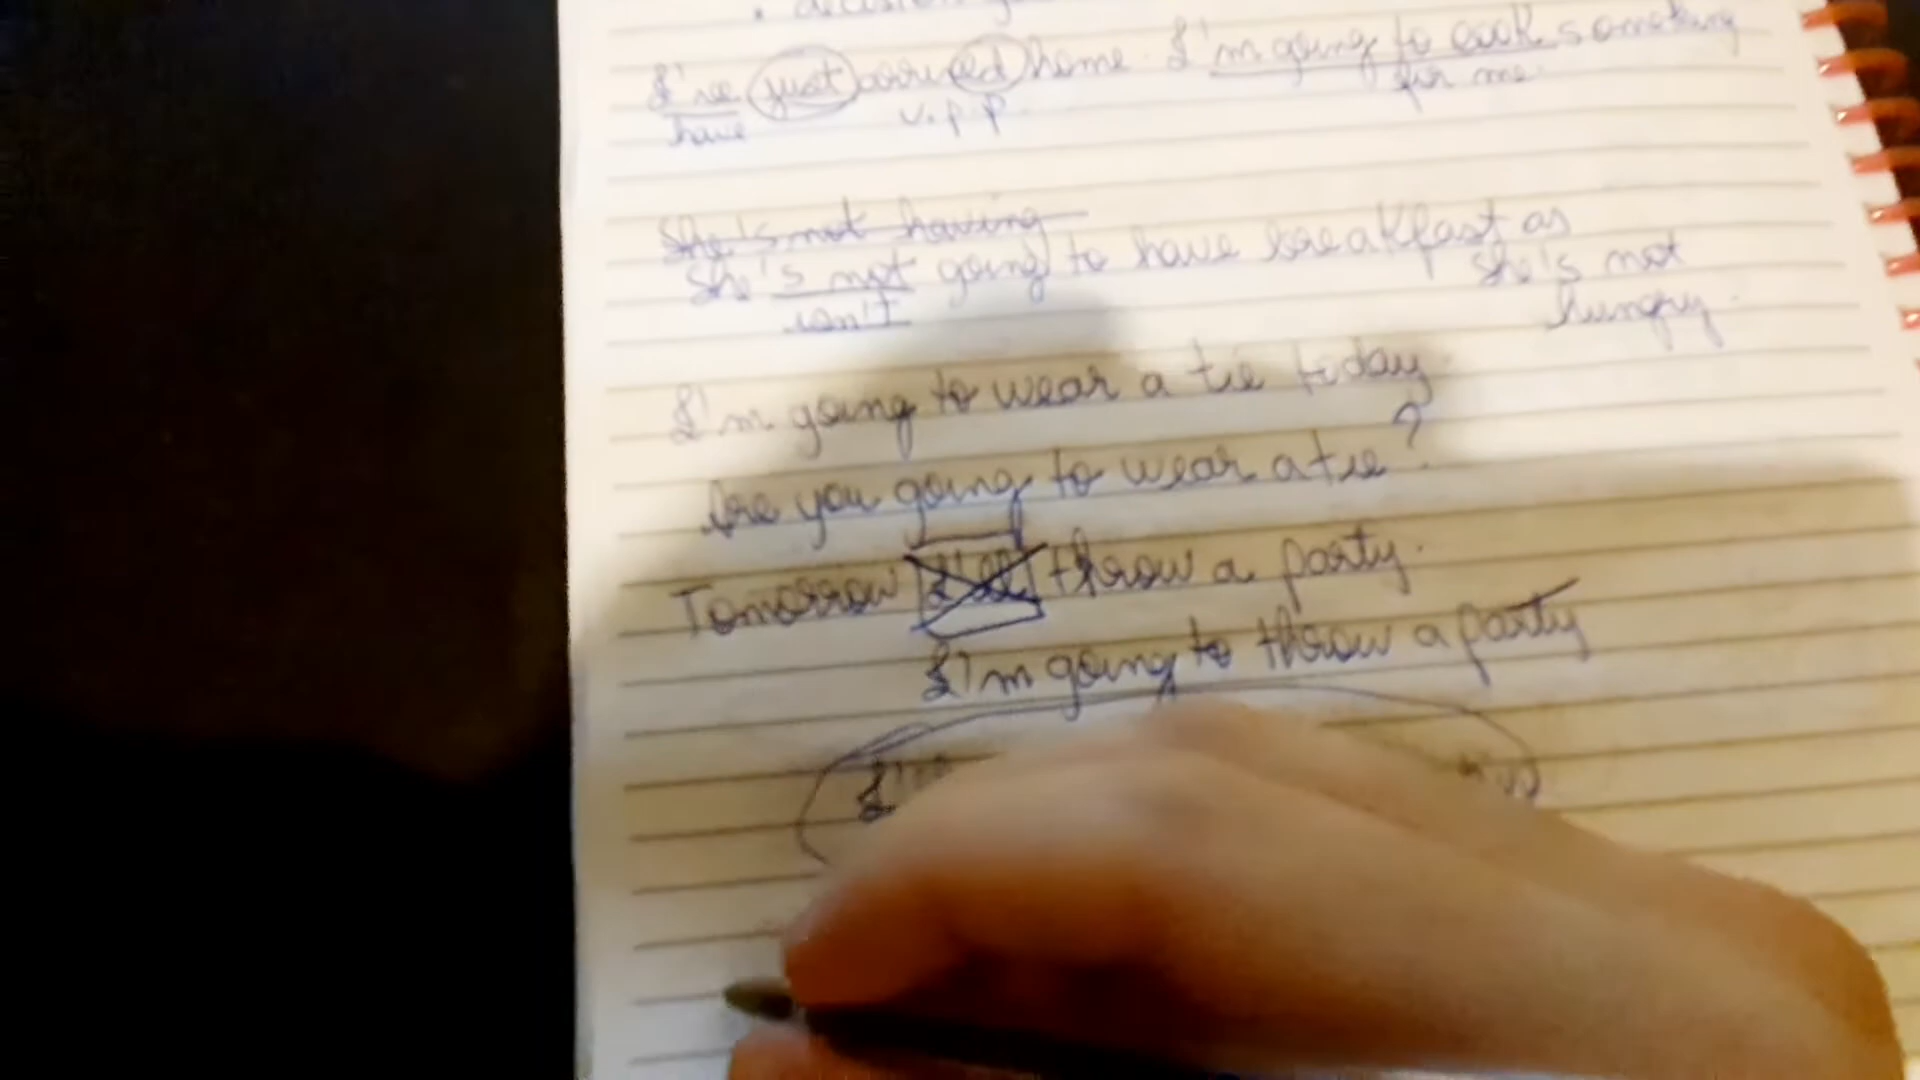 decision
I've just arrived home. I'm going to cook something
for me.
have
v.p.p.
She's not having
She's not going to have breakfast as
she's not
isn't
hungry.
I'm going to wear a tie today.
Are you going to wear a tie?
Tomorrow I'll throw a party.
I'm going to throw a party